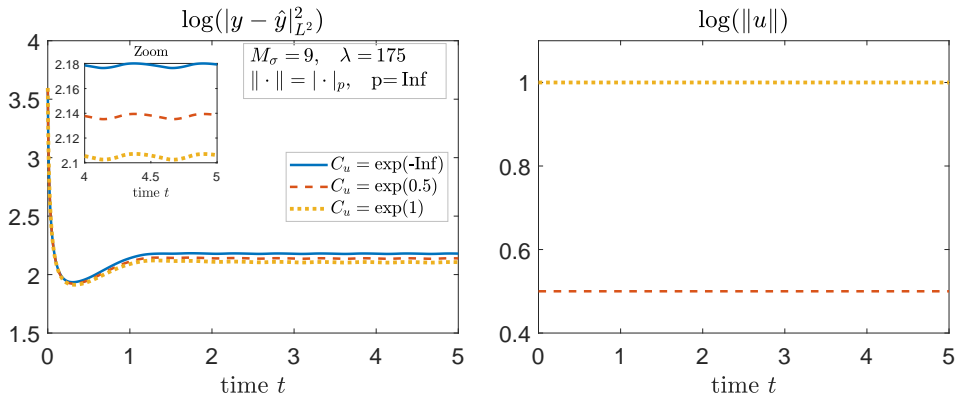 log(|y − ŷ|²_{L²})
4
3.5
3
2.5
2
1.5
0 1 2 3 4 5
time t
Zoom
2.18
2.16
2.14
2.12
2.1
4 4.5 5
time t
M_σ = 9, λ = 175
‖ · ‖ = | · |_p, p= Inf
C_u = exp(-Inf)
C_u = exp(0.5)
C_u = exp(1)
log(‖u‖)
1
0.8
0.6
0.4
0 1 2 3 4 5
time t